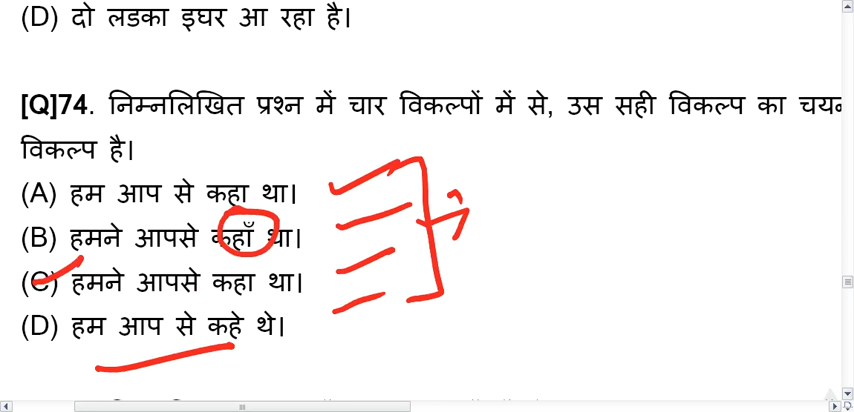 (D) दो लडका इघर आ रहा है।
[Q]74. निम्नलिखित प्रश्न में चार विकल्पों में से, उस सही विकल्प का चयन
विकल्प है।
(A) हम आप से कहा था।
(B) हमने आपसे कहाँ था।
(C) हमने आपसे कहा था।
(D) हम आप से कहे थे।